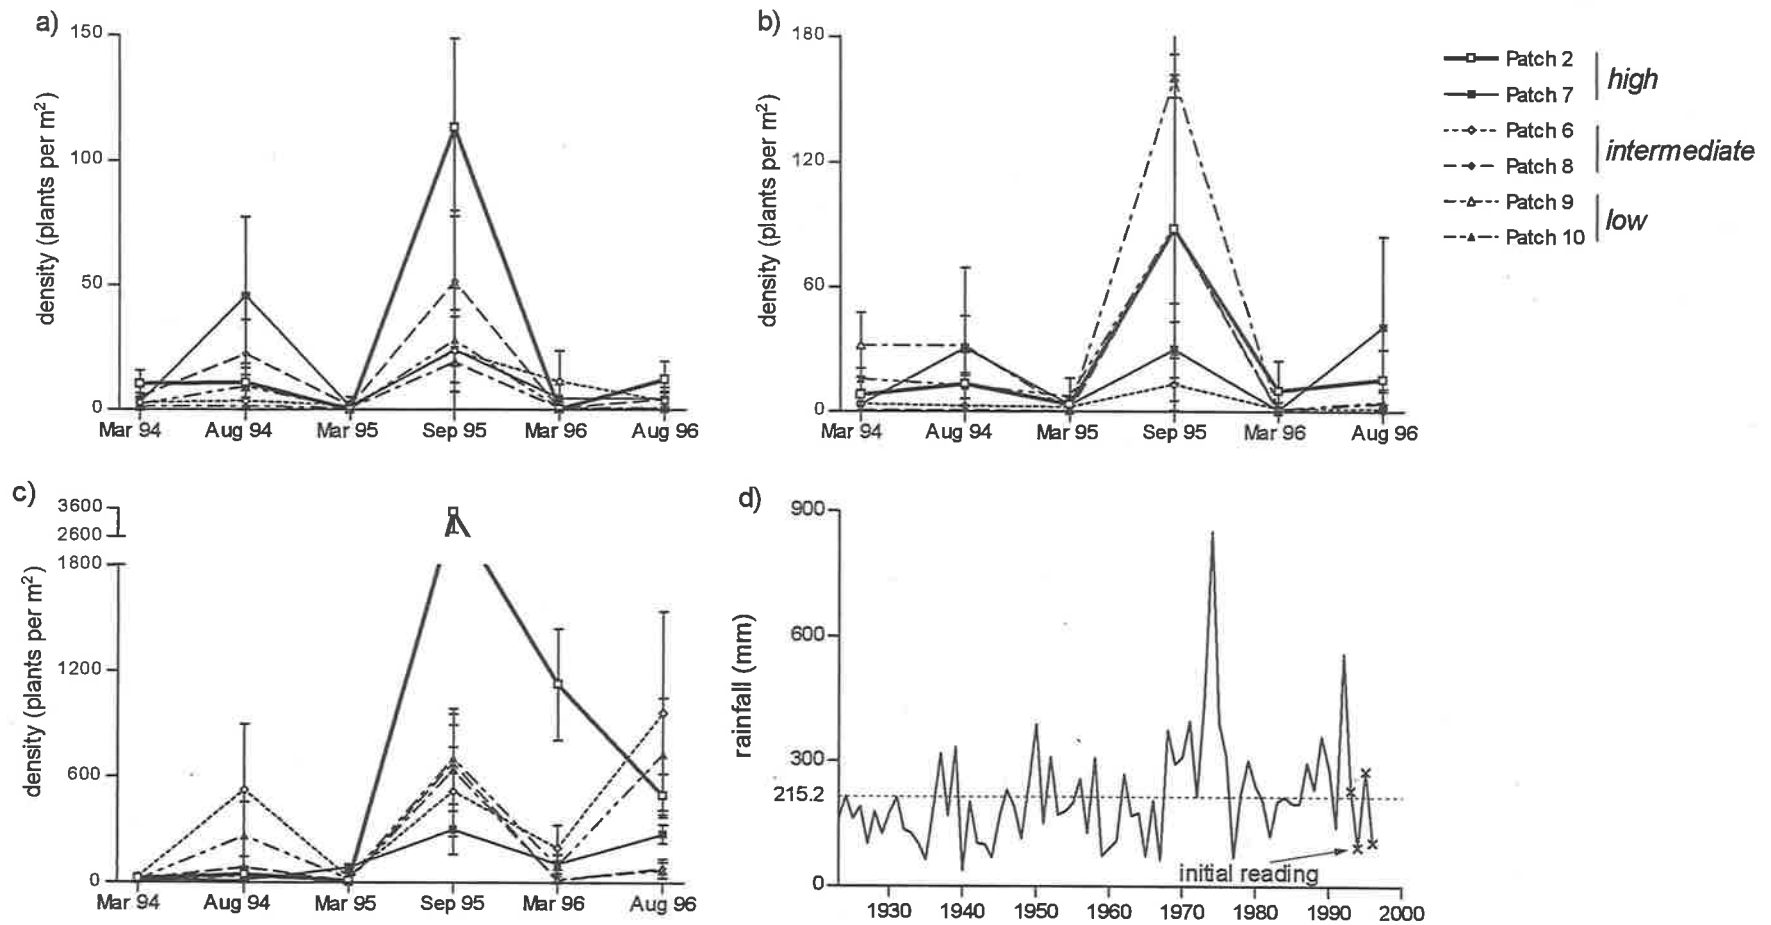 a)
150
100
50
0
density (plants per m²)
Mar 94 Aug 94 Mar 95 Sep 95 Mar 96 Aug 96
b)
180
120
60
0
density (plants per m²)
Mar 94 Aug 94 Mar 95 Sep 95 Mar 96 Aug 96
Patch 2
Patch 7
high
Patch 6
Patch 8
intermediate
Patch 9
Patch 10
low
c)
3600
2600
1800
1200
600
0
density (plants per m²)
Mar 94 Aug 94 Mar 95 Sep 95 Mar 96 Aug 96
d)
900
600
300
215.2
0
rainfall (mm)
initial reading
1930 1940 1950 1960 1970 1980 1990 2000